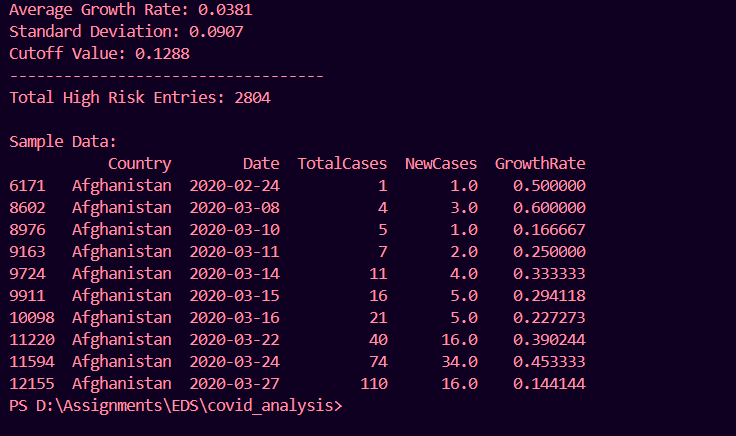 Average Growth Rate: 0.0381
Standard Deviation: 0.0907
Cutoff Value: 0.1288
-----------------------------------
Total High Risk Entries: 2804
Sample Data:
Country Date TotalCases NewCases GrowthRate
6171 Afghanistan 2020-02-24 1 1.0 0.500000
8602 Afghanistan 2020-03-08 4 3.0 0.600000
8976 Afghanistan 2020-03-10 5 1.0 0.166667
9163 Afghanistan 2020-03-11 7 2.0 0.250000
9724 Afghanistan 2020-03-14 11 4.0 0.333333
9911 Afghanistan 2020-03-15 16 5.0 0.294118
10098 Afghanistan 2020-03-16 21 5.0 0.227273
11220 Afghanistan 2020-03-22 40 16.0 0.390244
11594 Afghanistan 2020-03-24 74 34.0 0.453333
12155 Afghanistan 2020-03-27 110 16.0 0.144144
PS D:\Assignments\EDS\covid_analysis>